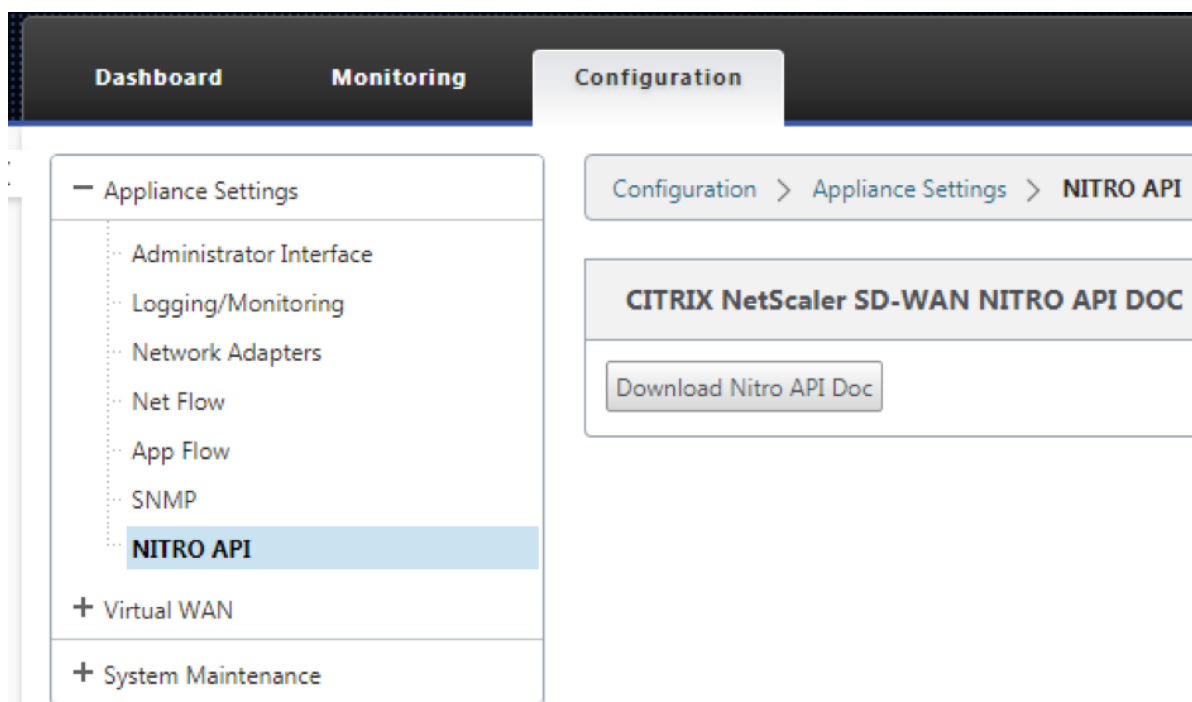 Dashboard Monitoring Configuration
— Appliance Settings
Administrator Interface
Logging/Monitoring
Network Adapters
Net Flow
App Flow
SNMP
NITRO API
+ Virtual WAN
+ System Maintenance
Configuration > Appliance Settings > NITRO API
CITRIX NetScaler SD-WAN NITRO API DOC
Download Nitro API Doc